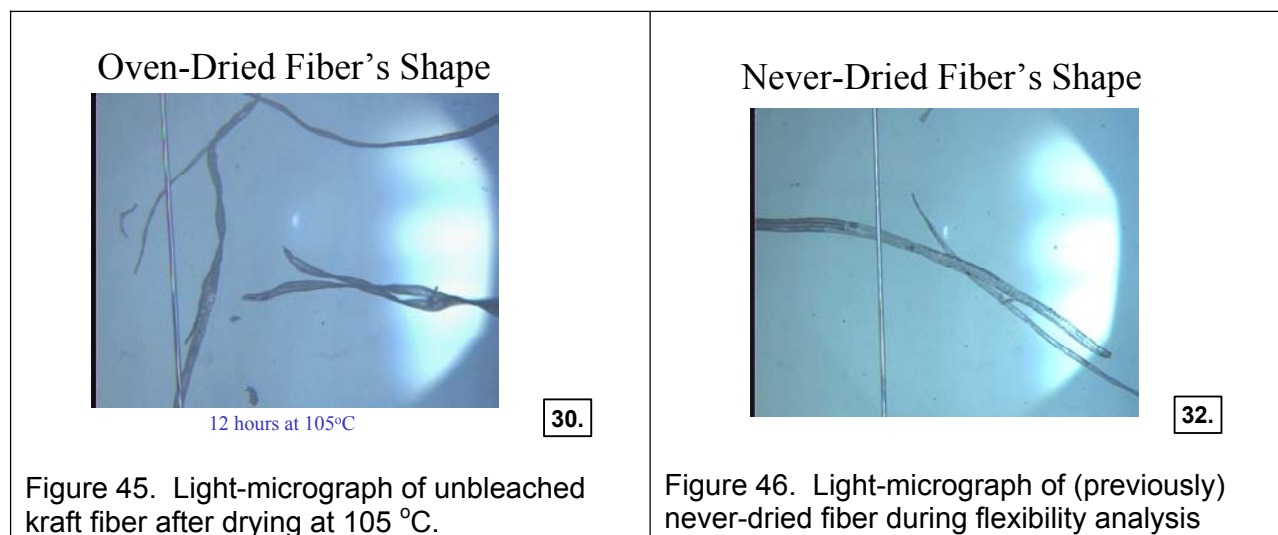 Oven-Dried Fiber’s Shape
12 hours at 105°C
30.
Figure 45. Light-micrograph of unbleached
kraft fiber after drying at 105 °C.
Never-Dried Fiber’s Shape
32.
Figure 46. Light-micrograph of (previously)
never-dried fiber during flexibility analysis